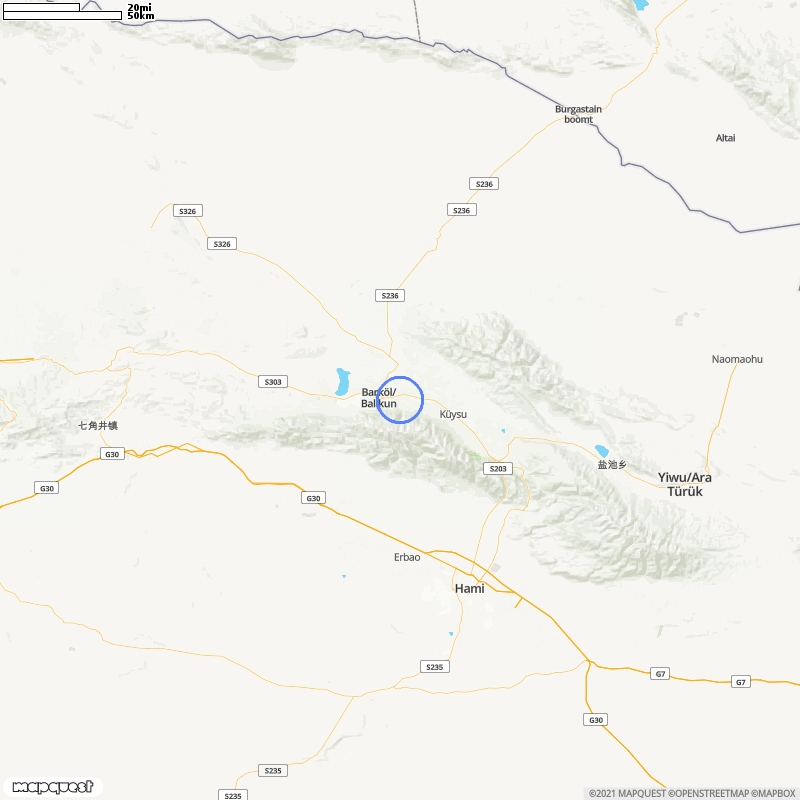 20mi
50km
Burgastain
boomt
Altai
S236
S326
S236
S326
S236
Naomaohu
S303
Barköl/
Balikun
Küysu
七角井镇
G30
盐池乡
S203
Yiwu/Ara
Türük
G30
G30
Erbao
Hami
S235
G7
G7
G30
S235
S235
mapquest
©2021 MAPQUEST ©OPENSTREETMAP ©MAPBOX